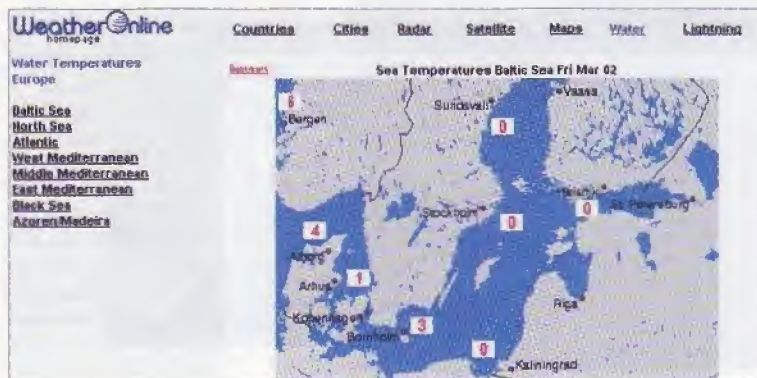 WeatherOnline
homepage
Countries Cities Radar Satellite Maps Water Lightning
Water Temperatures
Europe
Baltic Sea
North Sea
Atlantic
West Mediterranean
Middle Mediterranean
East Mediterranean
Black Sea
Azoren/Madeira
Sea Temperatures Baltic Sea Fri Mar 02
6
Bergen
Sundsvall
Vaasa
0
Helsinki
St. Petersburg
Stockholm
0
0
4
Alborg
Arhus
1
Riga
Kopenhagen
3
Bornholm
0
Kaliningrad